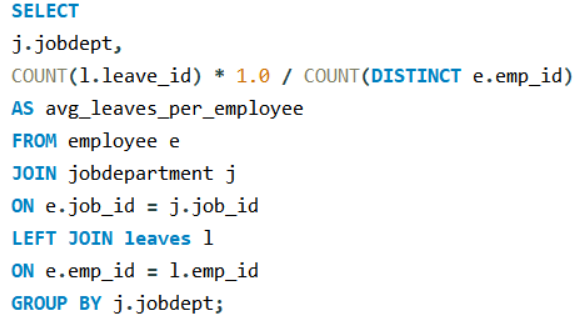 SELECT
j.jobdept,
COUNT(l.leave_id) * 1.0 / COUNT(DISTINCT e.emp_id)
AS avg_leaves_per_employee
FROM employee e
JOIN jobdepartment j
ON e.job_id = j.job_id
LEFT JOIN leaves l
ON e.emp_id = l.emp_id
GROUP BY j.jobdept;